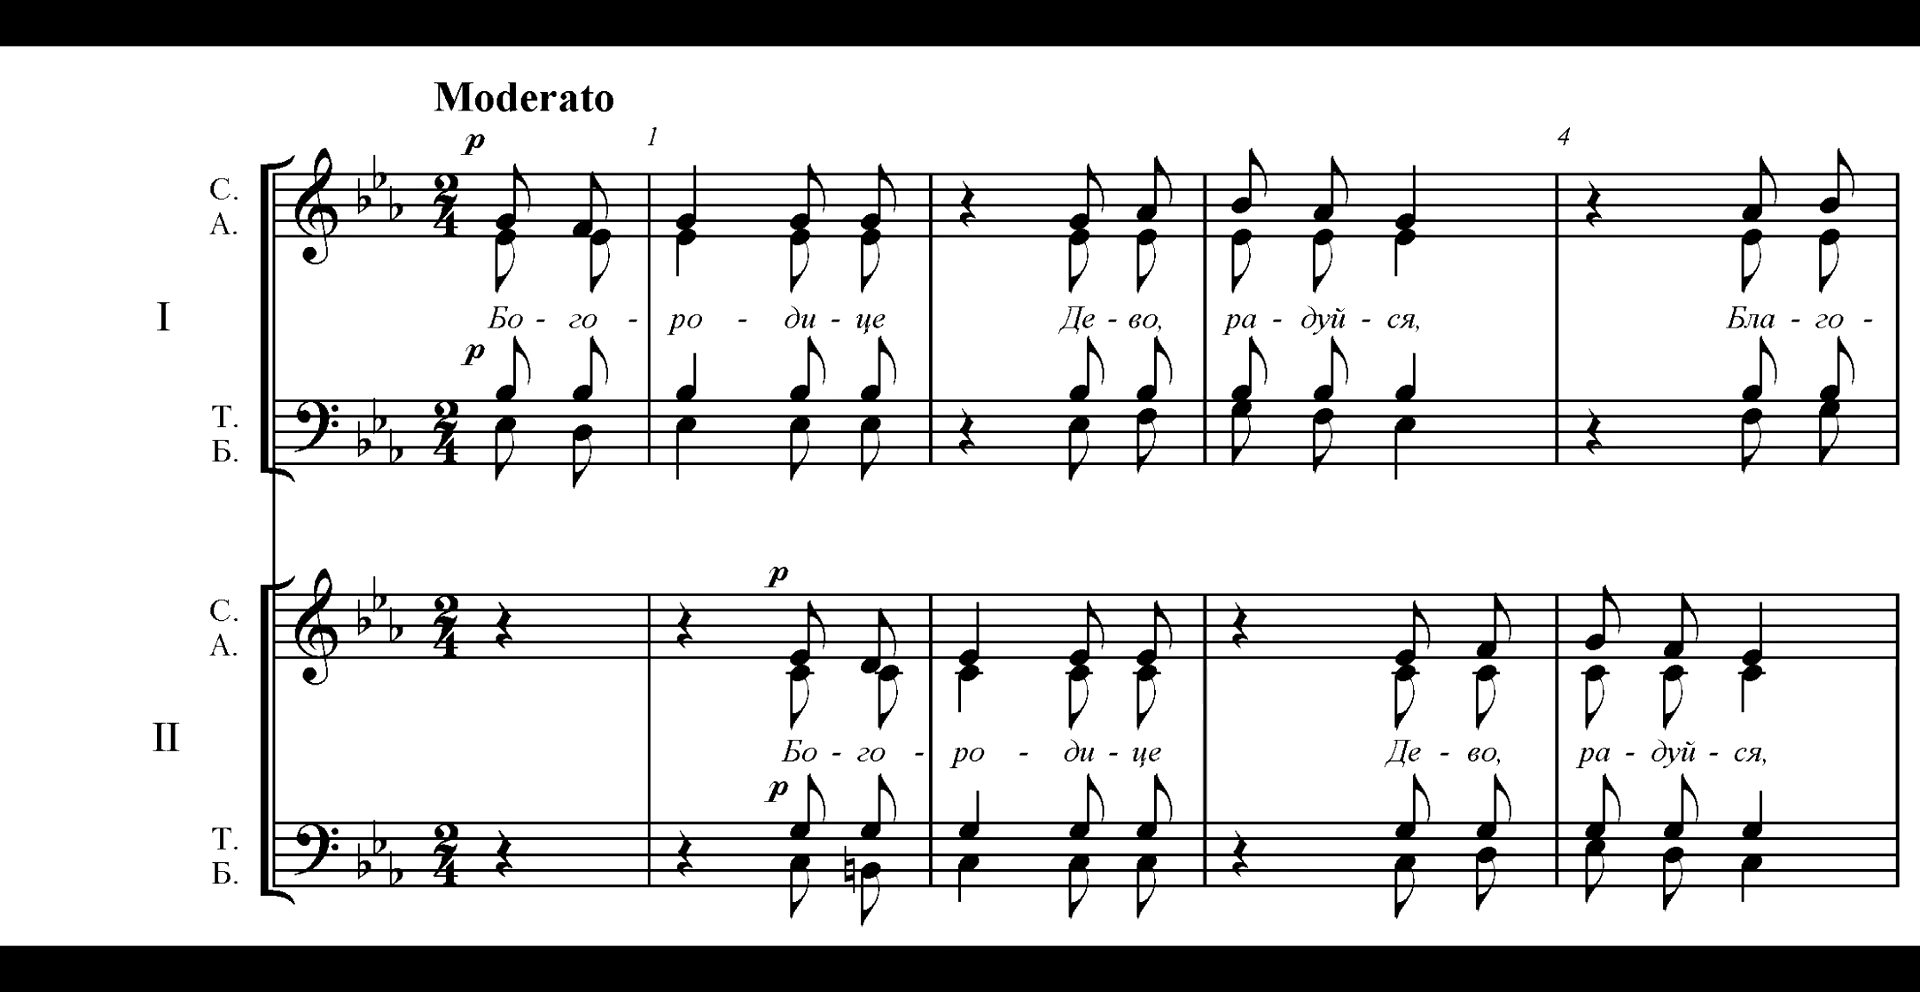 Moderato
p
1
4
С.
А.
Бо - го - ро - ди - це Де - во, ра - дуй - ся, Бла - го -
I
p
Т.
Б.
p
С.
А.
II
Бо - го - ро - ди - це Де - во, ра - дуй - ся,
p
Т.
Б.